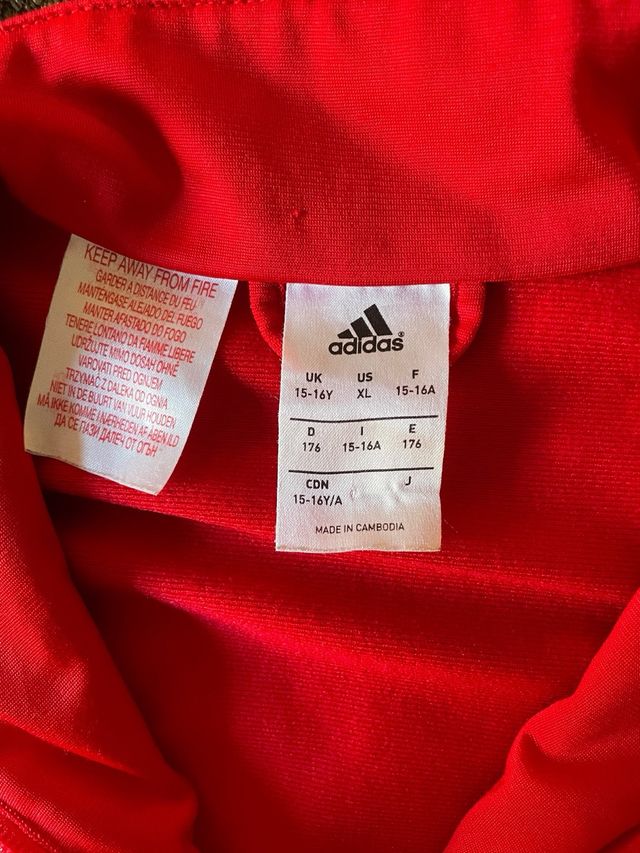 KEEP AWAY FROM FIRE
GARDER A DISTANCE DU FEU
MANTENGASE ALEJADO DEL FUEGO
MANTER AFASTADO DO FOGO
TENERE LONTANO DA FIAMME LIBERE
UDRŽUJTE MIMO DOSAH OHNĚ
VAROVATI PRED OGNJEM
TRZYMAĆ Z DALEKA OD OGNIA
NIET IN DE BUURT VAN VUUR HOUDEN
MÅ IKKE KOMME I NÆRHEDEN AF ÅBEN ILD
ДА СЕ ПАЗИ ДАЛЕЧ ОТ ОГЪН
adidas®
UK US F
15-16Y XL 15-16A
D I E
176 15-16A 176
CDN J
15-16Y/A
MADE IN CAMBODIA